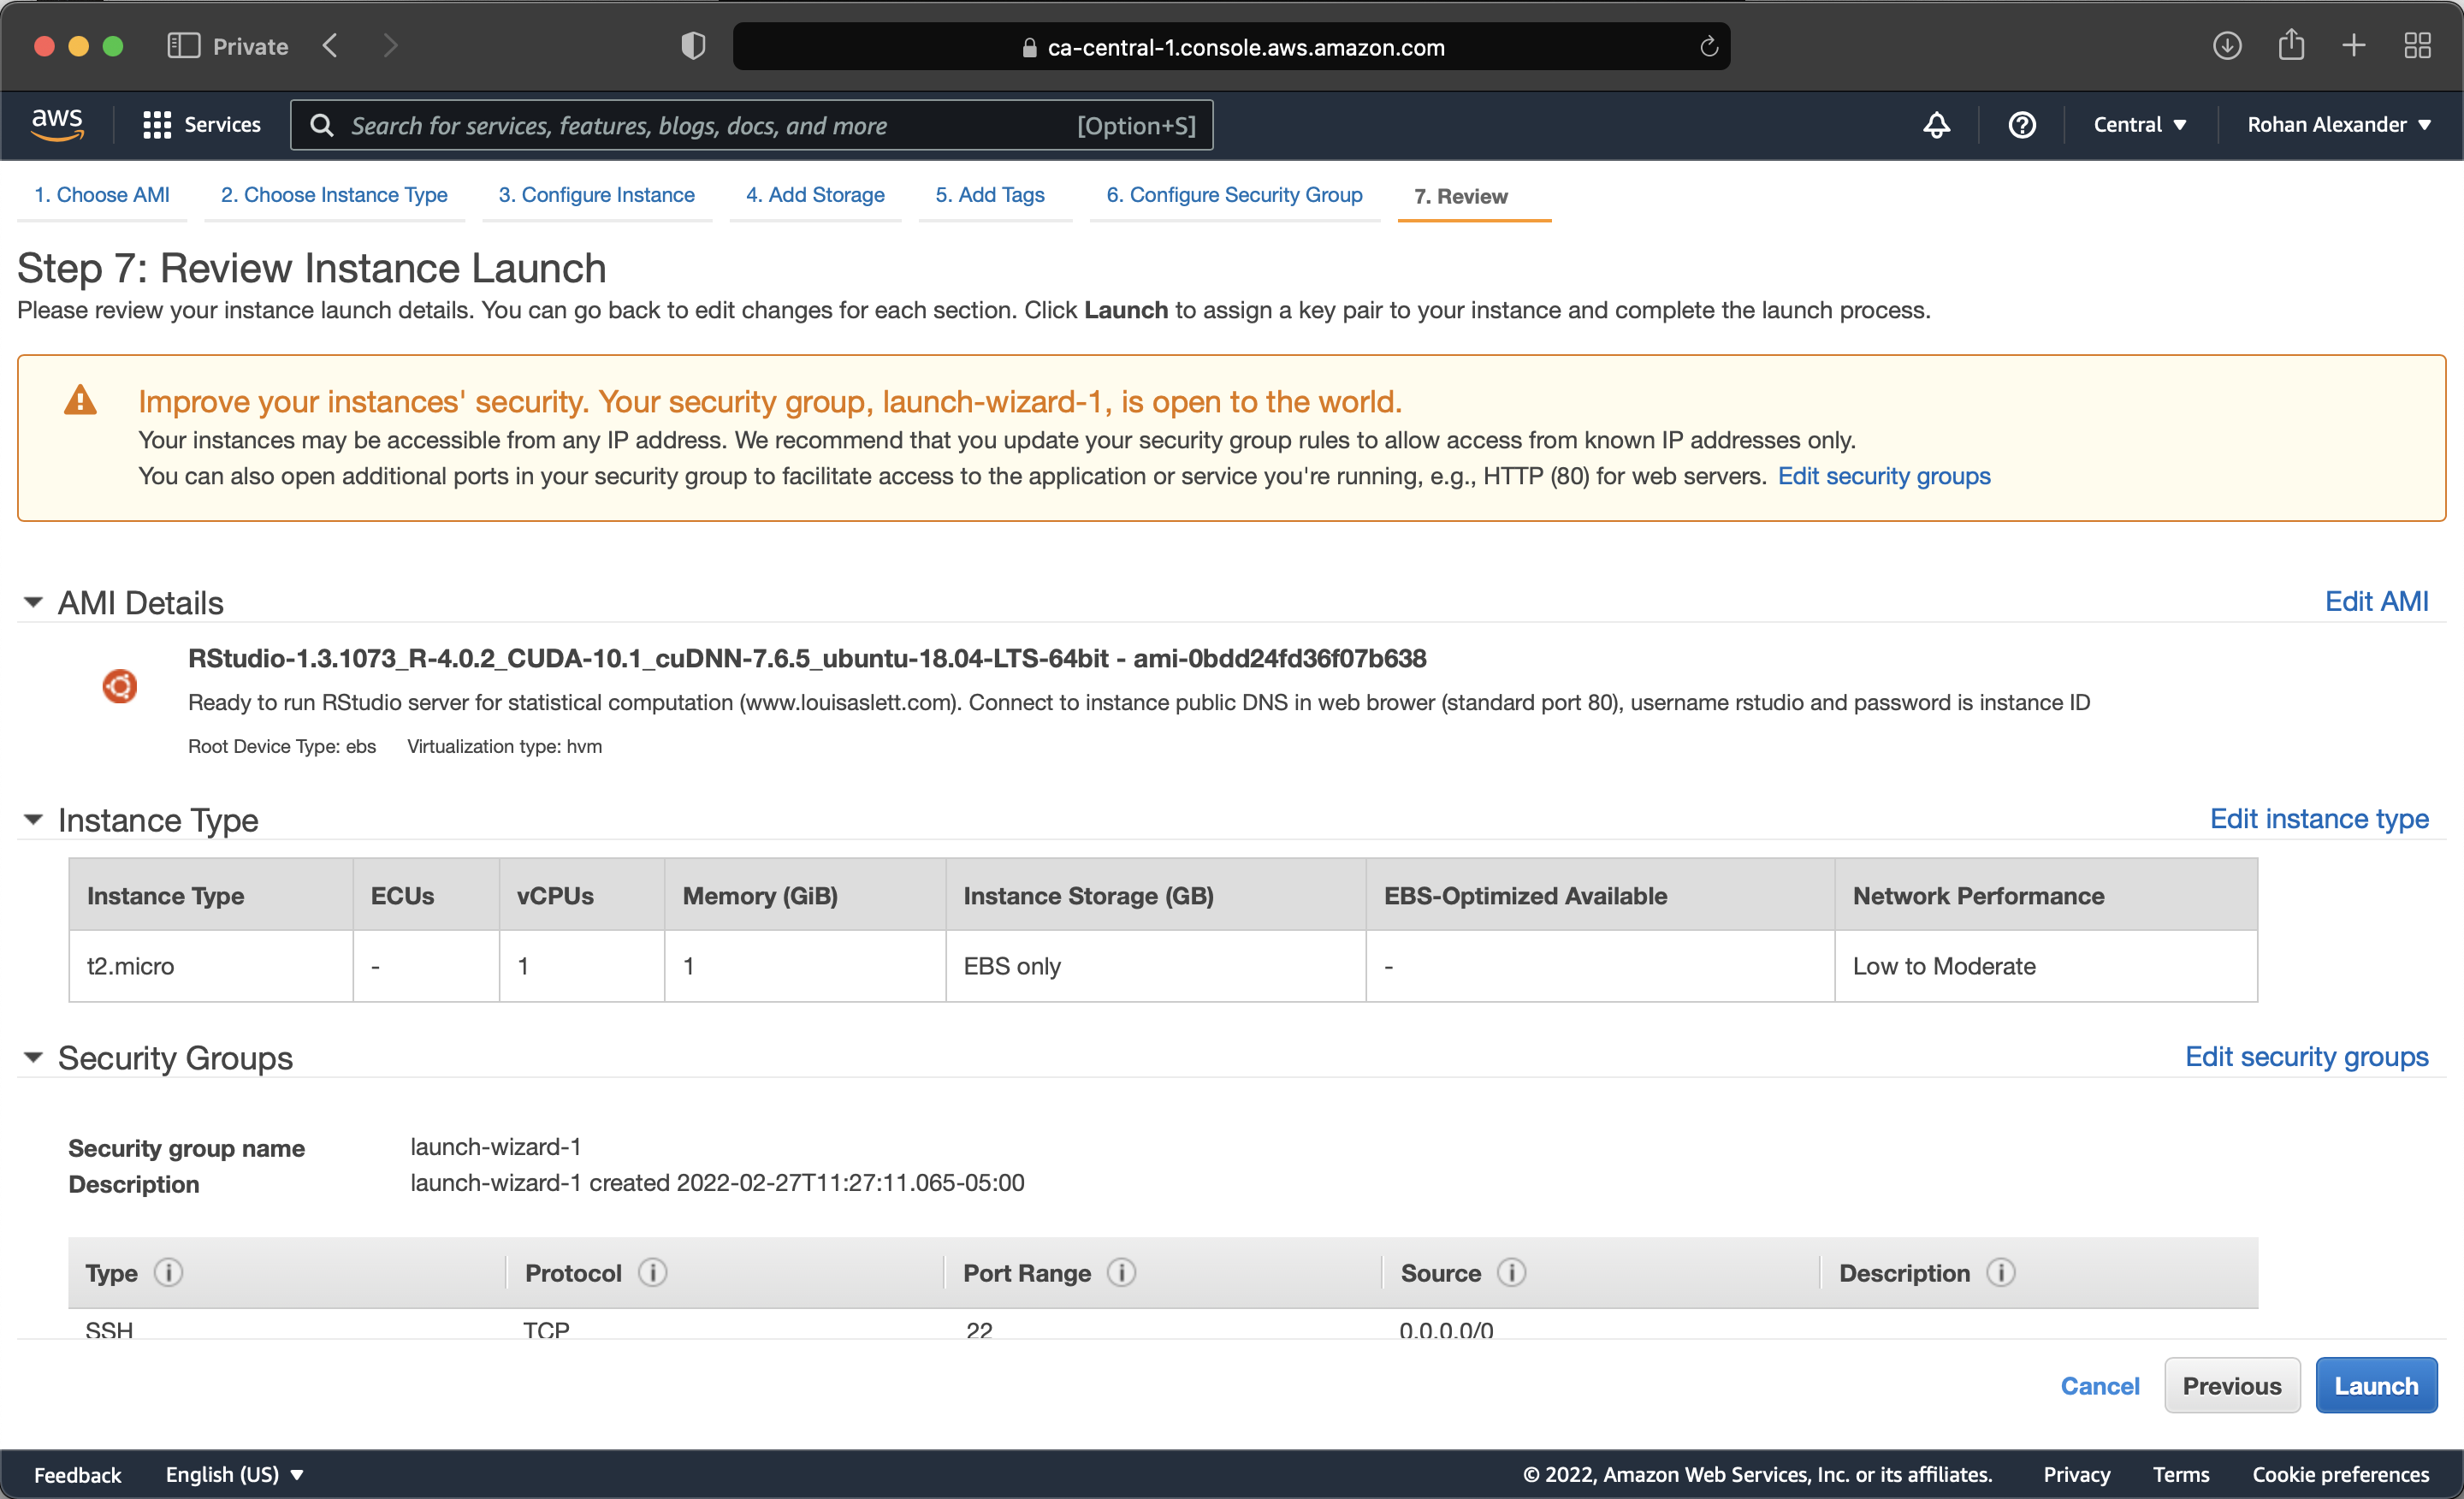 Private
ca-central-1.console.aws.amazon.com
aws
Services
Search for services, features, blogs, docs, and more
[Option+S]
Central
Rohan Alexander
1. Choose AMI
2. Choose Instance Type
3. Configure Instance
4. Add Storage
5. Add Tags
6. Configure Security Group
7. Review
Step 7: Review Instance Launch
Please review your instance launch details. You can go back to edit changes for each section. Click Launch to assign a key pair to your instance and complete the launch process.
Improve your instances' security. Your security group, launch-wizard-1, is open to the world.
Your instances may be accessible from any IP address. We recommend that you update your security group rules to allow access from known IP addresses only.
You can also open additional ports in your security group to facilitate access to the application or service you're running, e.g., HTTP (80) for web servers. Edit security groups
AMI Details
Edit AMI
RStudio-1.3.1073_R-4.0.2_CUDA-10.1_cuDNN-7.6.5_ubuntu-18.04-LTS-64bit - ami-0bdd24fd36f07b638
Ready to run RStudio server for statistical computation (www.louisaslett.com). Connect to instance public DNS in web brower (standard port 80), username rstudio and password is instance ID
Root Device Type: ebs Virtualization type: hvm
Instance Type
Edit instance type
Instance Type ECUs vCPUs Memory (GiB) Instance Storage (GB) EBS-Optimized Available Network Performance
t2.micro - 1 1 EBS only - Low to Moderate
Security Groups
Edit security groups
Security group name launch-wizard-1
Description launch-wizard-1 created 2022-02-27T11:27:11.065-05:00
Type Protocol Port Range Source Description
SSH TCP 22 0.0.0.0/0
Cancel
Previous
Launch
Feedback
English (US)
© 2022, Amazon Web Services, Inc. or its affiliates.
Privacy
Terms
Cookie preferences